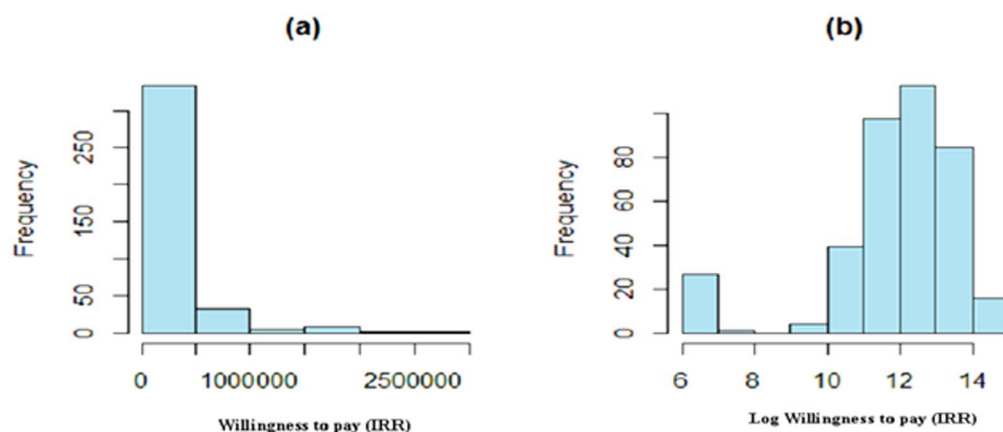 (a)
Frequency
250
150
50
0
0 1000000 2500000
Willingness to pay (IRR)
(b)
Frequency
80
60
40
20
0
6 8 10 12 14
Log Willingness to pay (IRR)